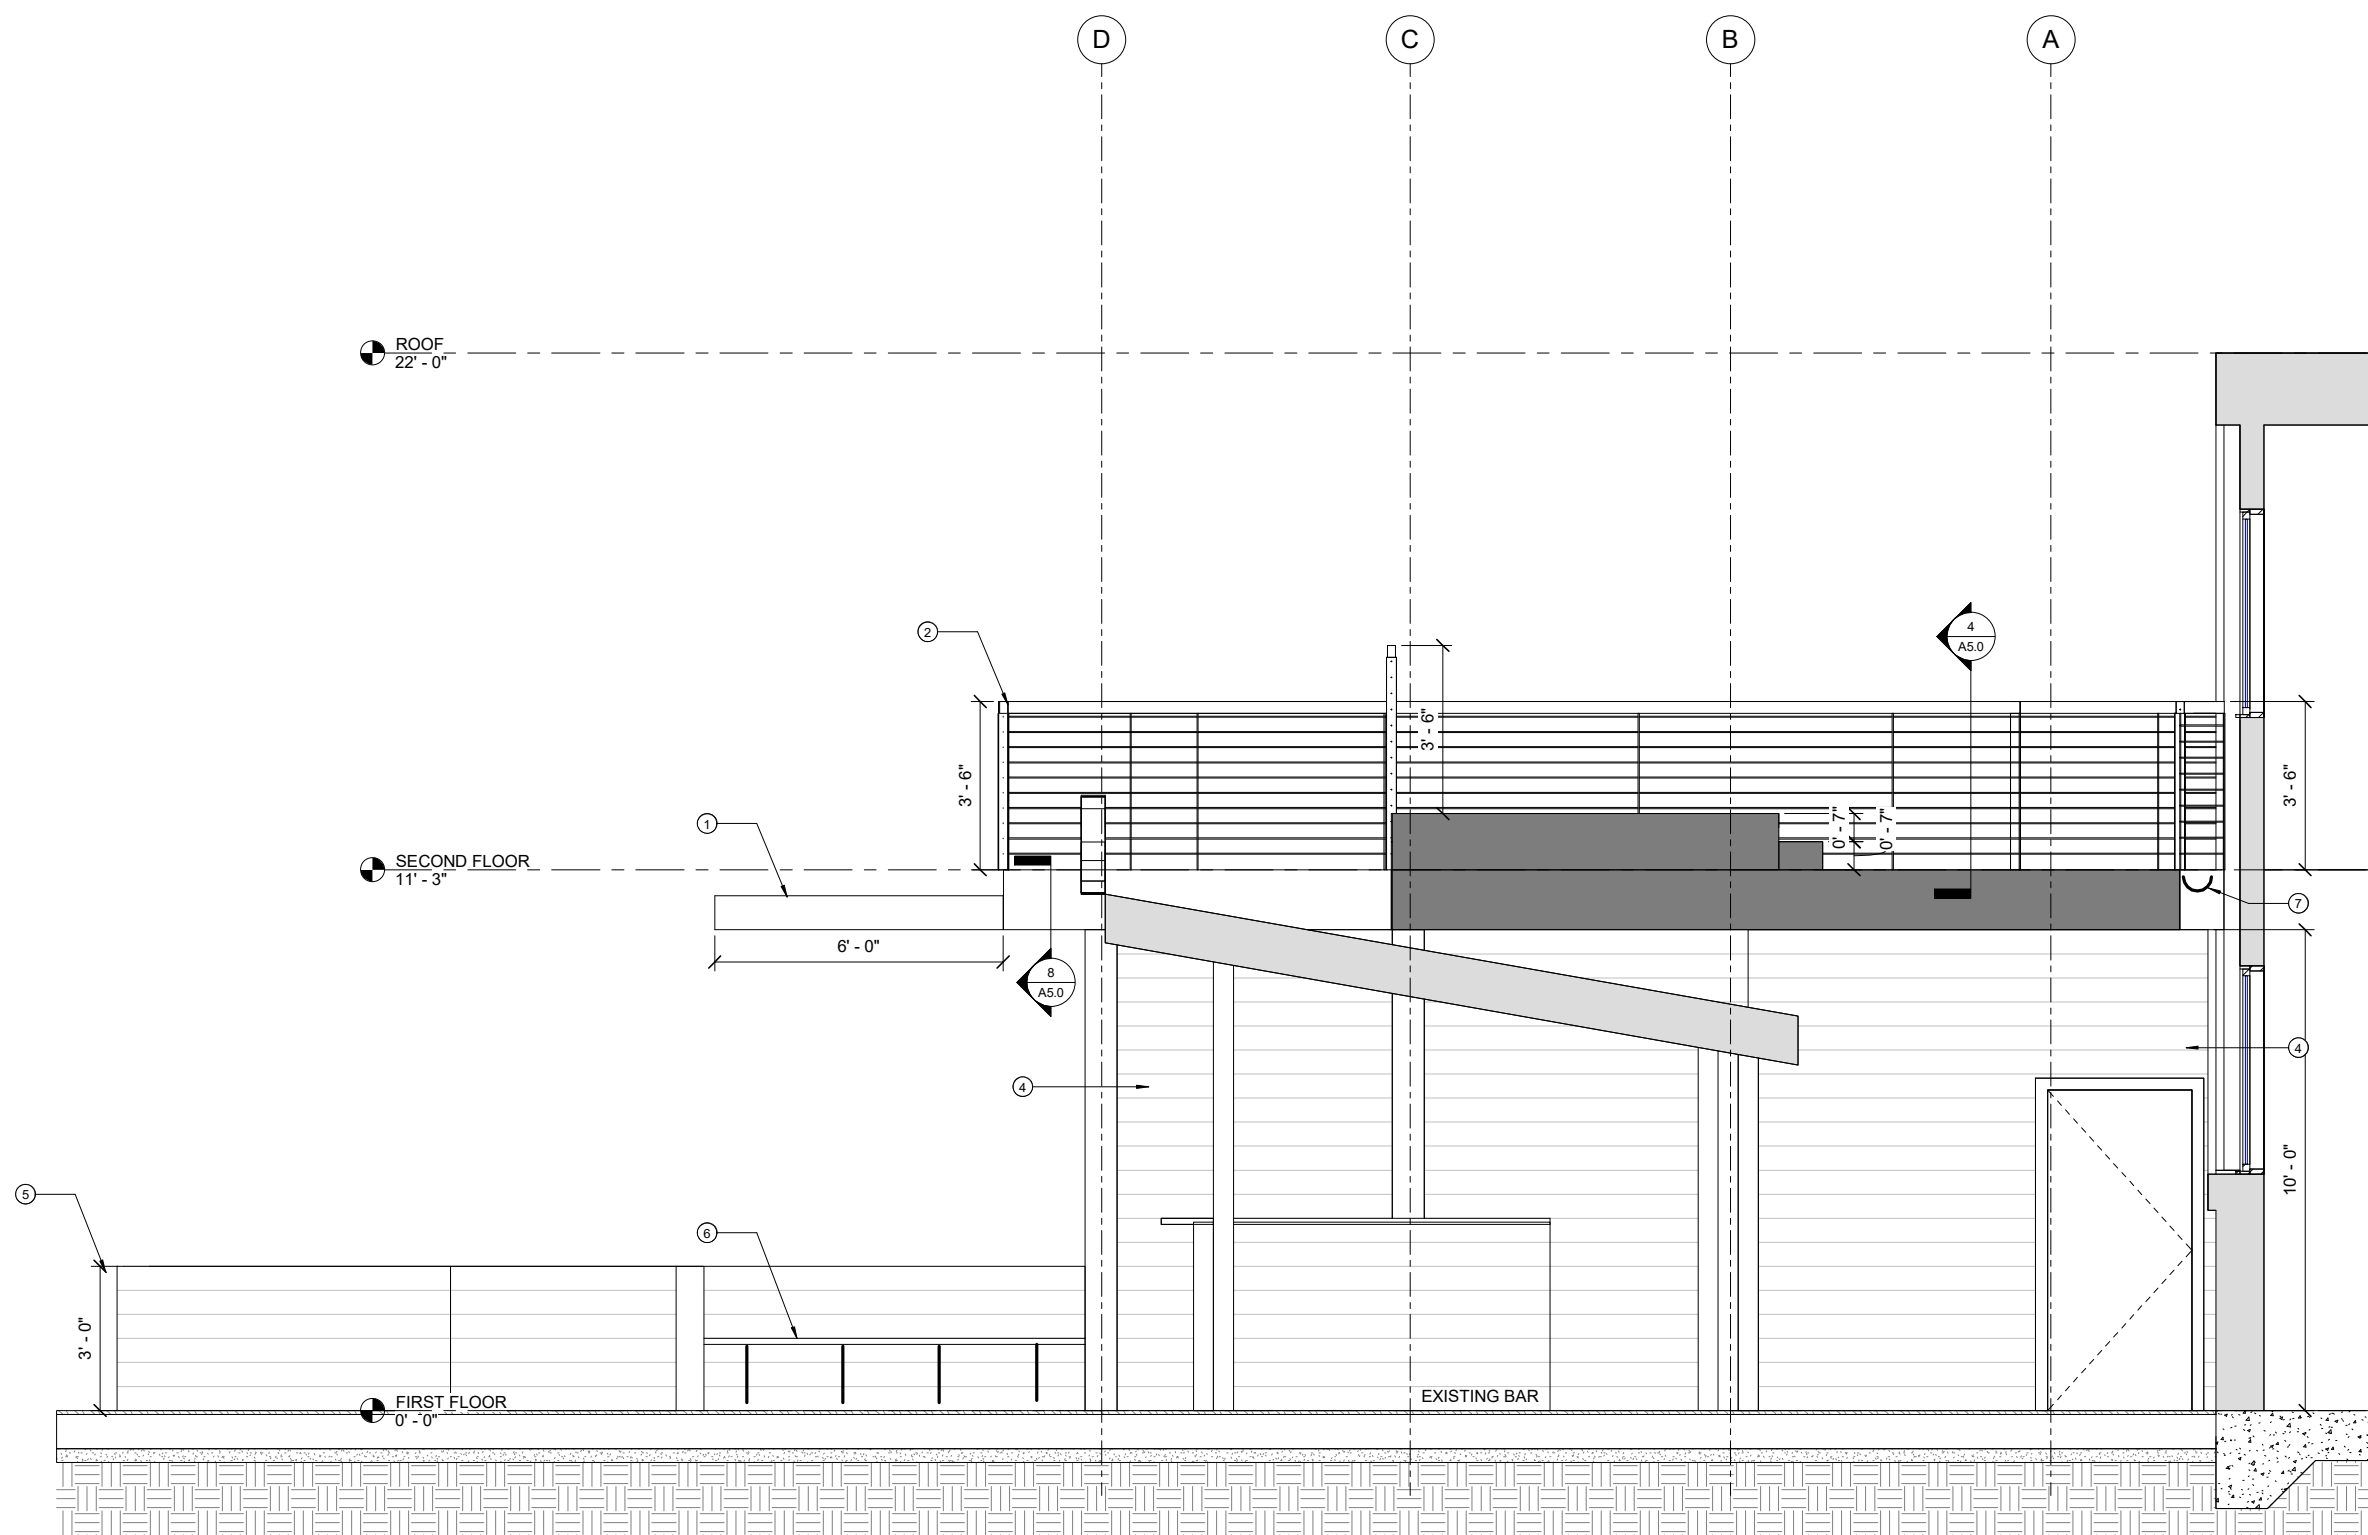 D
C
B
A
ROOF
22' - 0"
2
4
A5.0
3' - 6"
3' - 6"
3' - 6"
0' - 7"
0' - 7"
1
SECOND FLOOR
11' - 3"
7
6' - 0"
8
A5.0
4
4
10' - 0"
5
6
3' - 0"
EXISTING BAR
FIRST FLOOR
0' - 0"